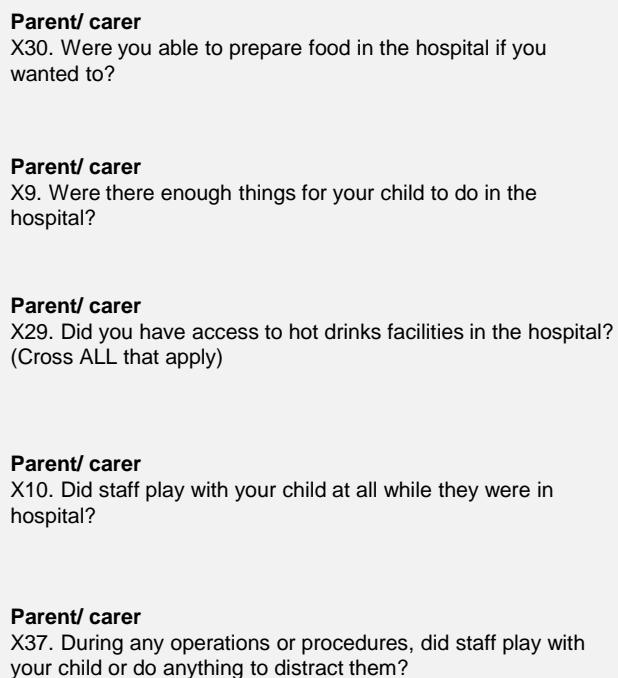 Parent/ carer
X30. Were you able to prepare food in the hospital if you
wanted to?
Parent/ carer
X9. Were there enough things for your child to do in the
hospital?
Parent/ carer
X29. Did you have access to hot drinks facilities in the hospital?
(Cross ALL that apply)
Parent/ carer
X10. Did staff play with your child at all while they were in
hospital?
Parent/ carer
X37. During any operations or procedures, did staff play with
your child or do anything to distract them?